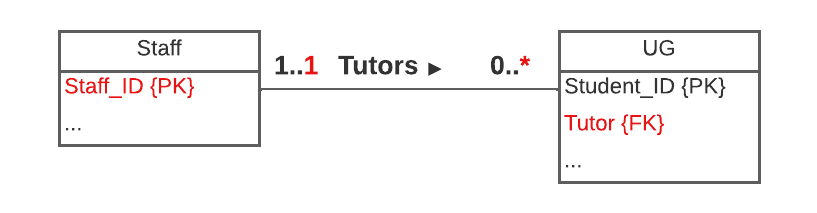 Staff
Staff_ID {PK}
...
1..1 Tutors ► 0..*
UG
Student_ID {PK}
Tutor {FK}
...